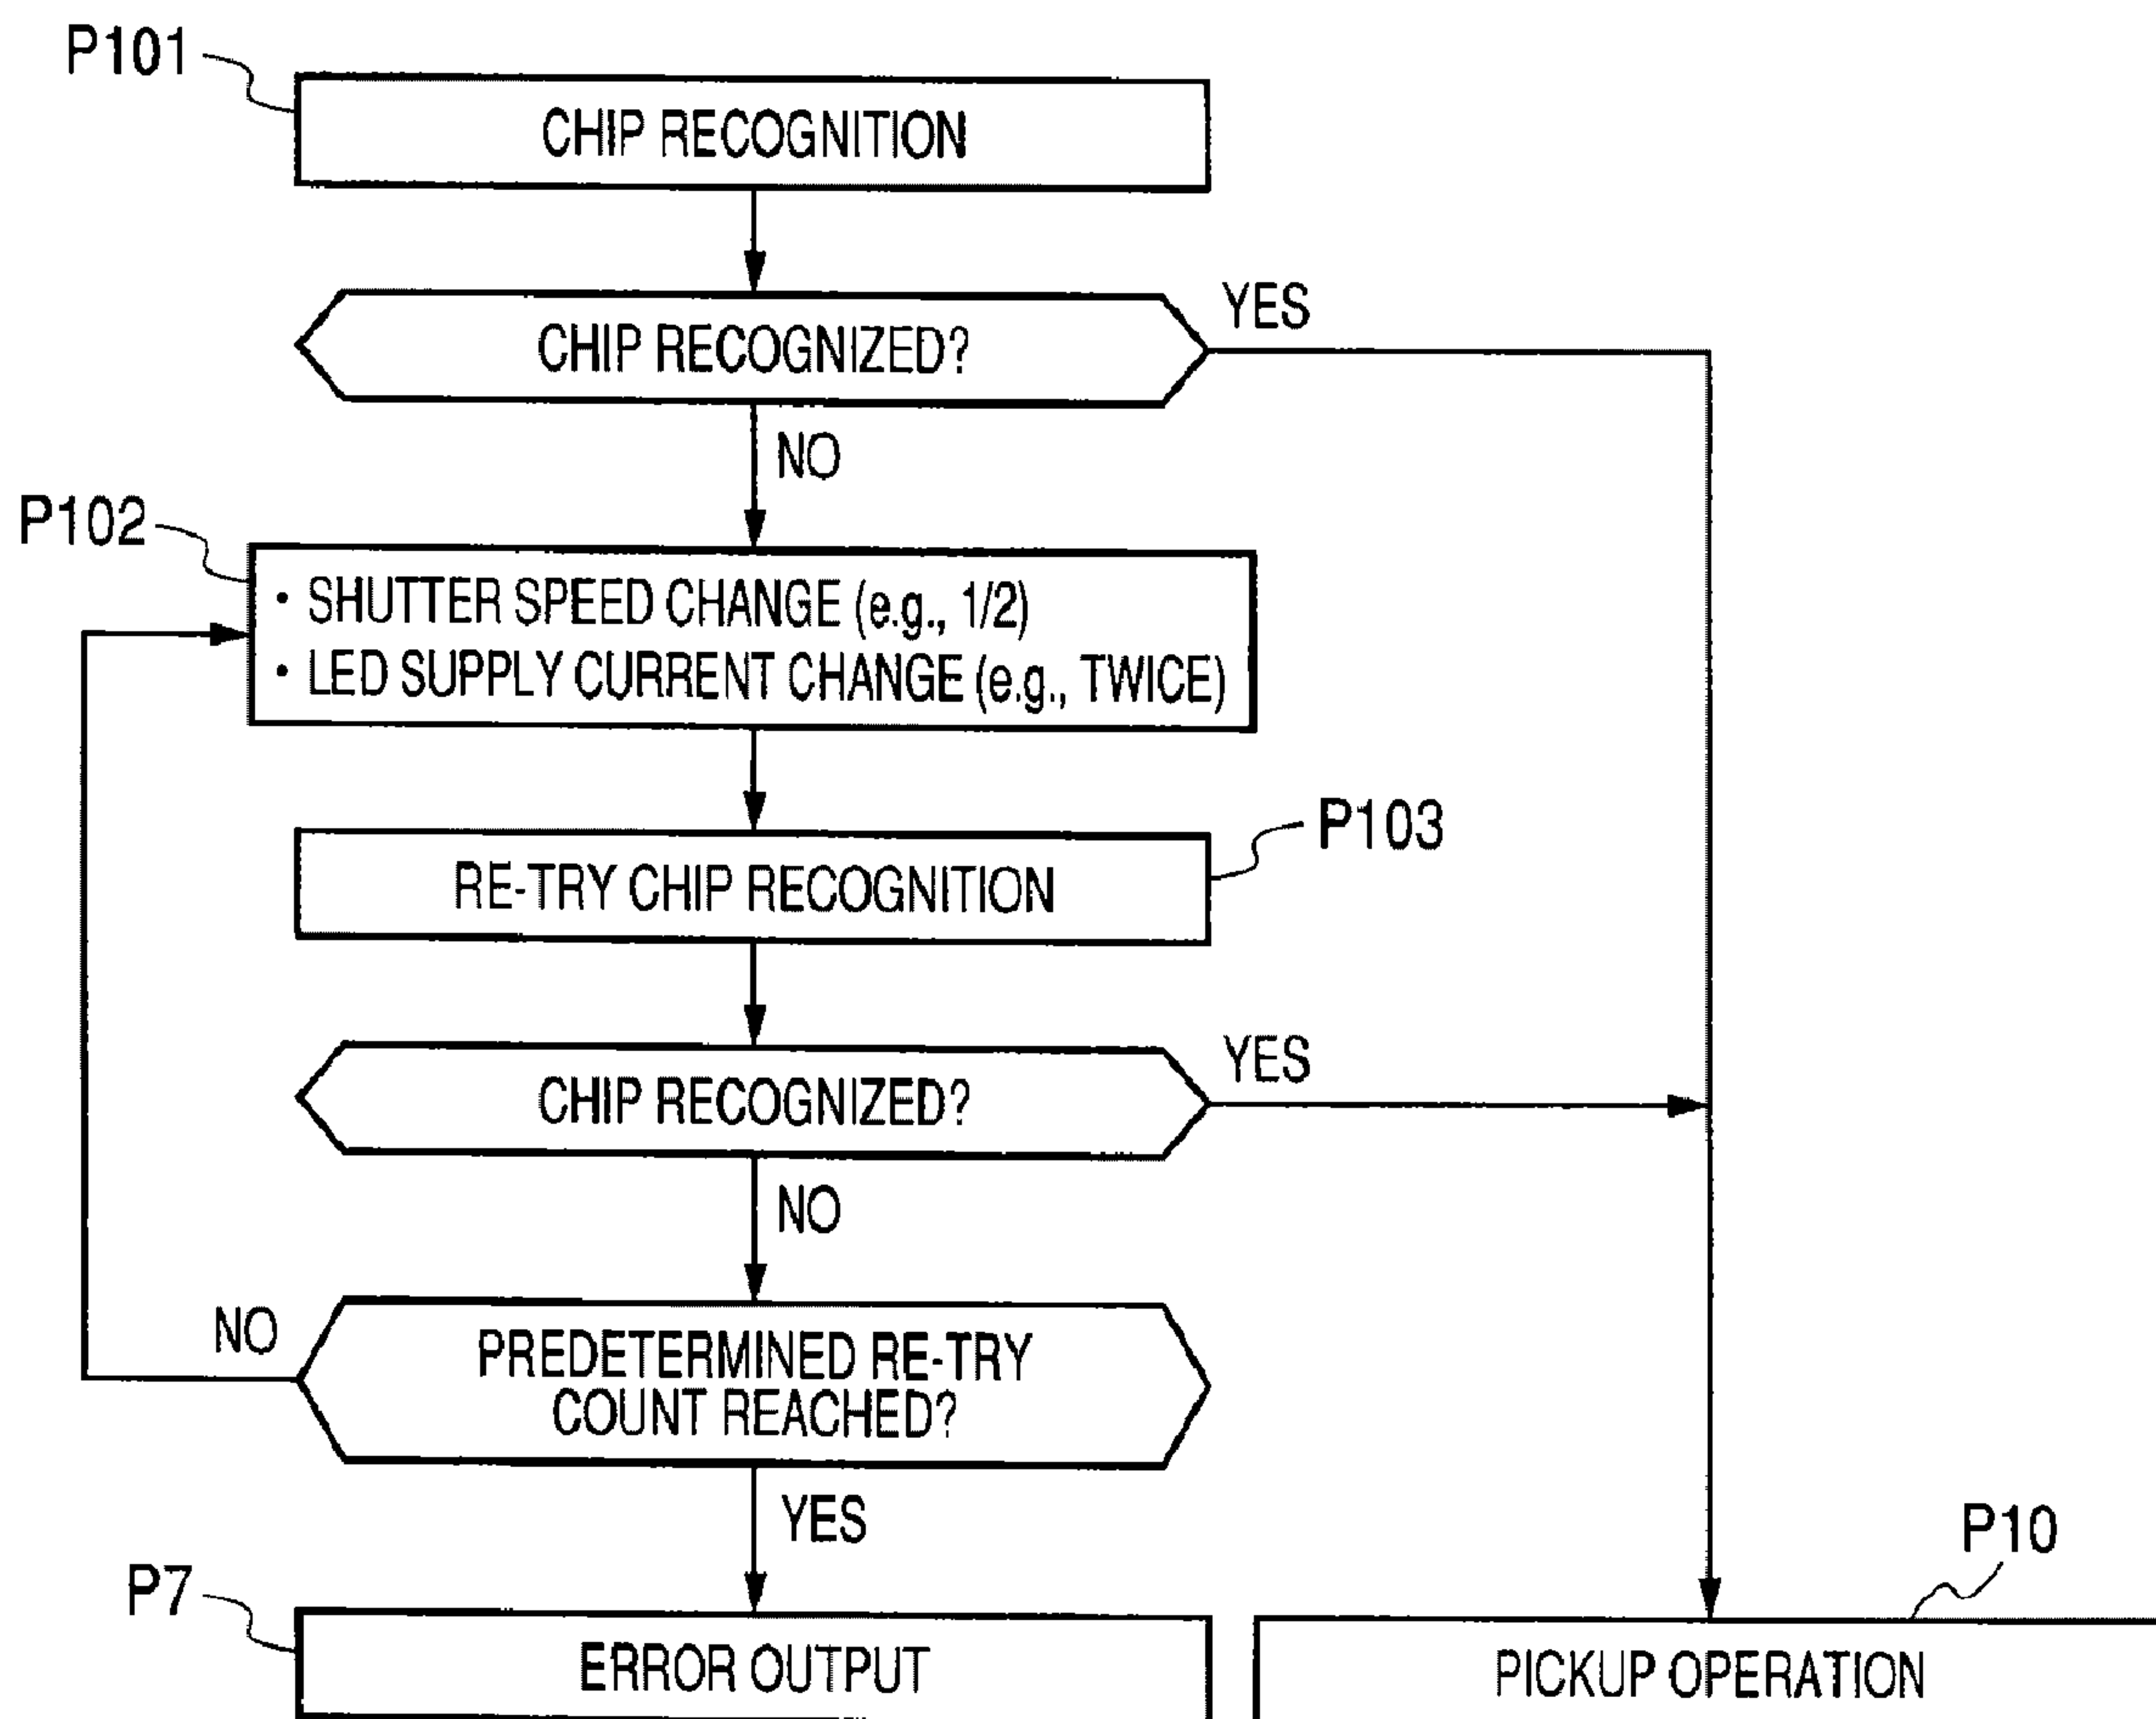 P101
CHIP RECOGNITION
CHIP RECOGNIZED?
YES
NO
P102
• SHUTTER SPEED CHANGE (e.g., 1/2)
• LED SUPPLY CURRENT CHANGE (e.g., TWICE)
P103
RE-TRY CHIP RECOGNITION
CHIP RECOGNIZED?
YES
NO
NO
PREDETERMINED RE-TRY
COUNT REACHED?
YES
P10
P7
ERROR OUTPUT
PICKUP OPERATION